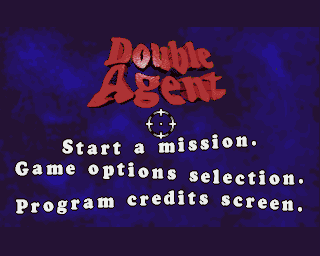 Double
Agent
Start a mission.
Game options selection.
Program credits screen.